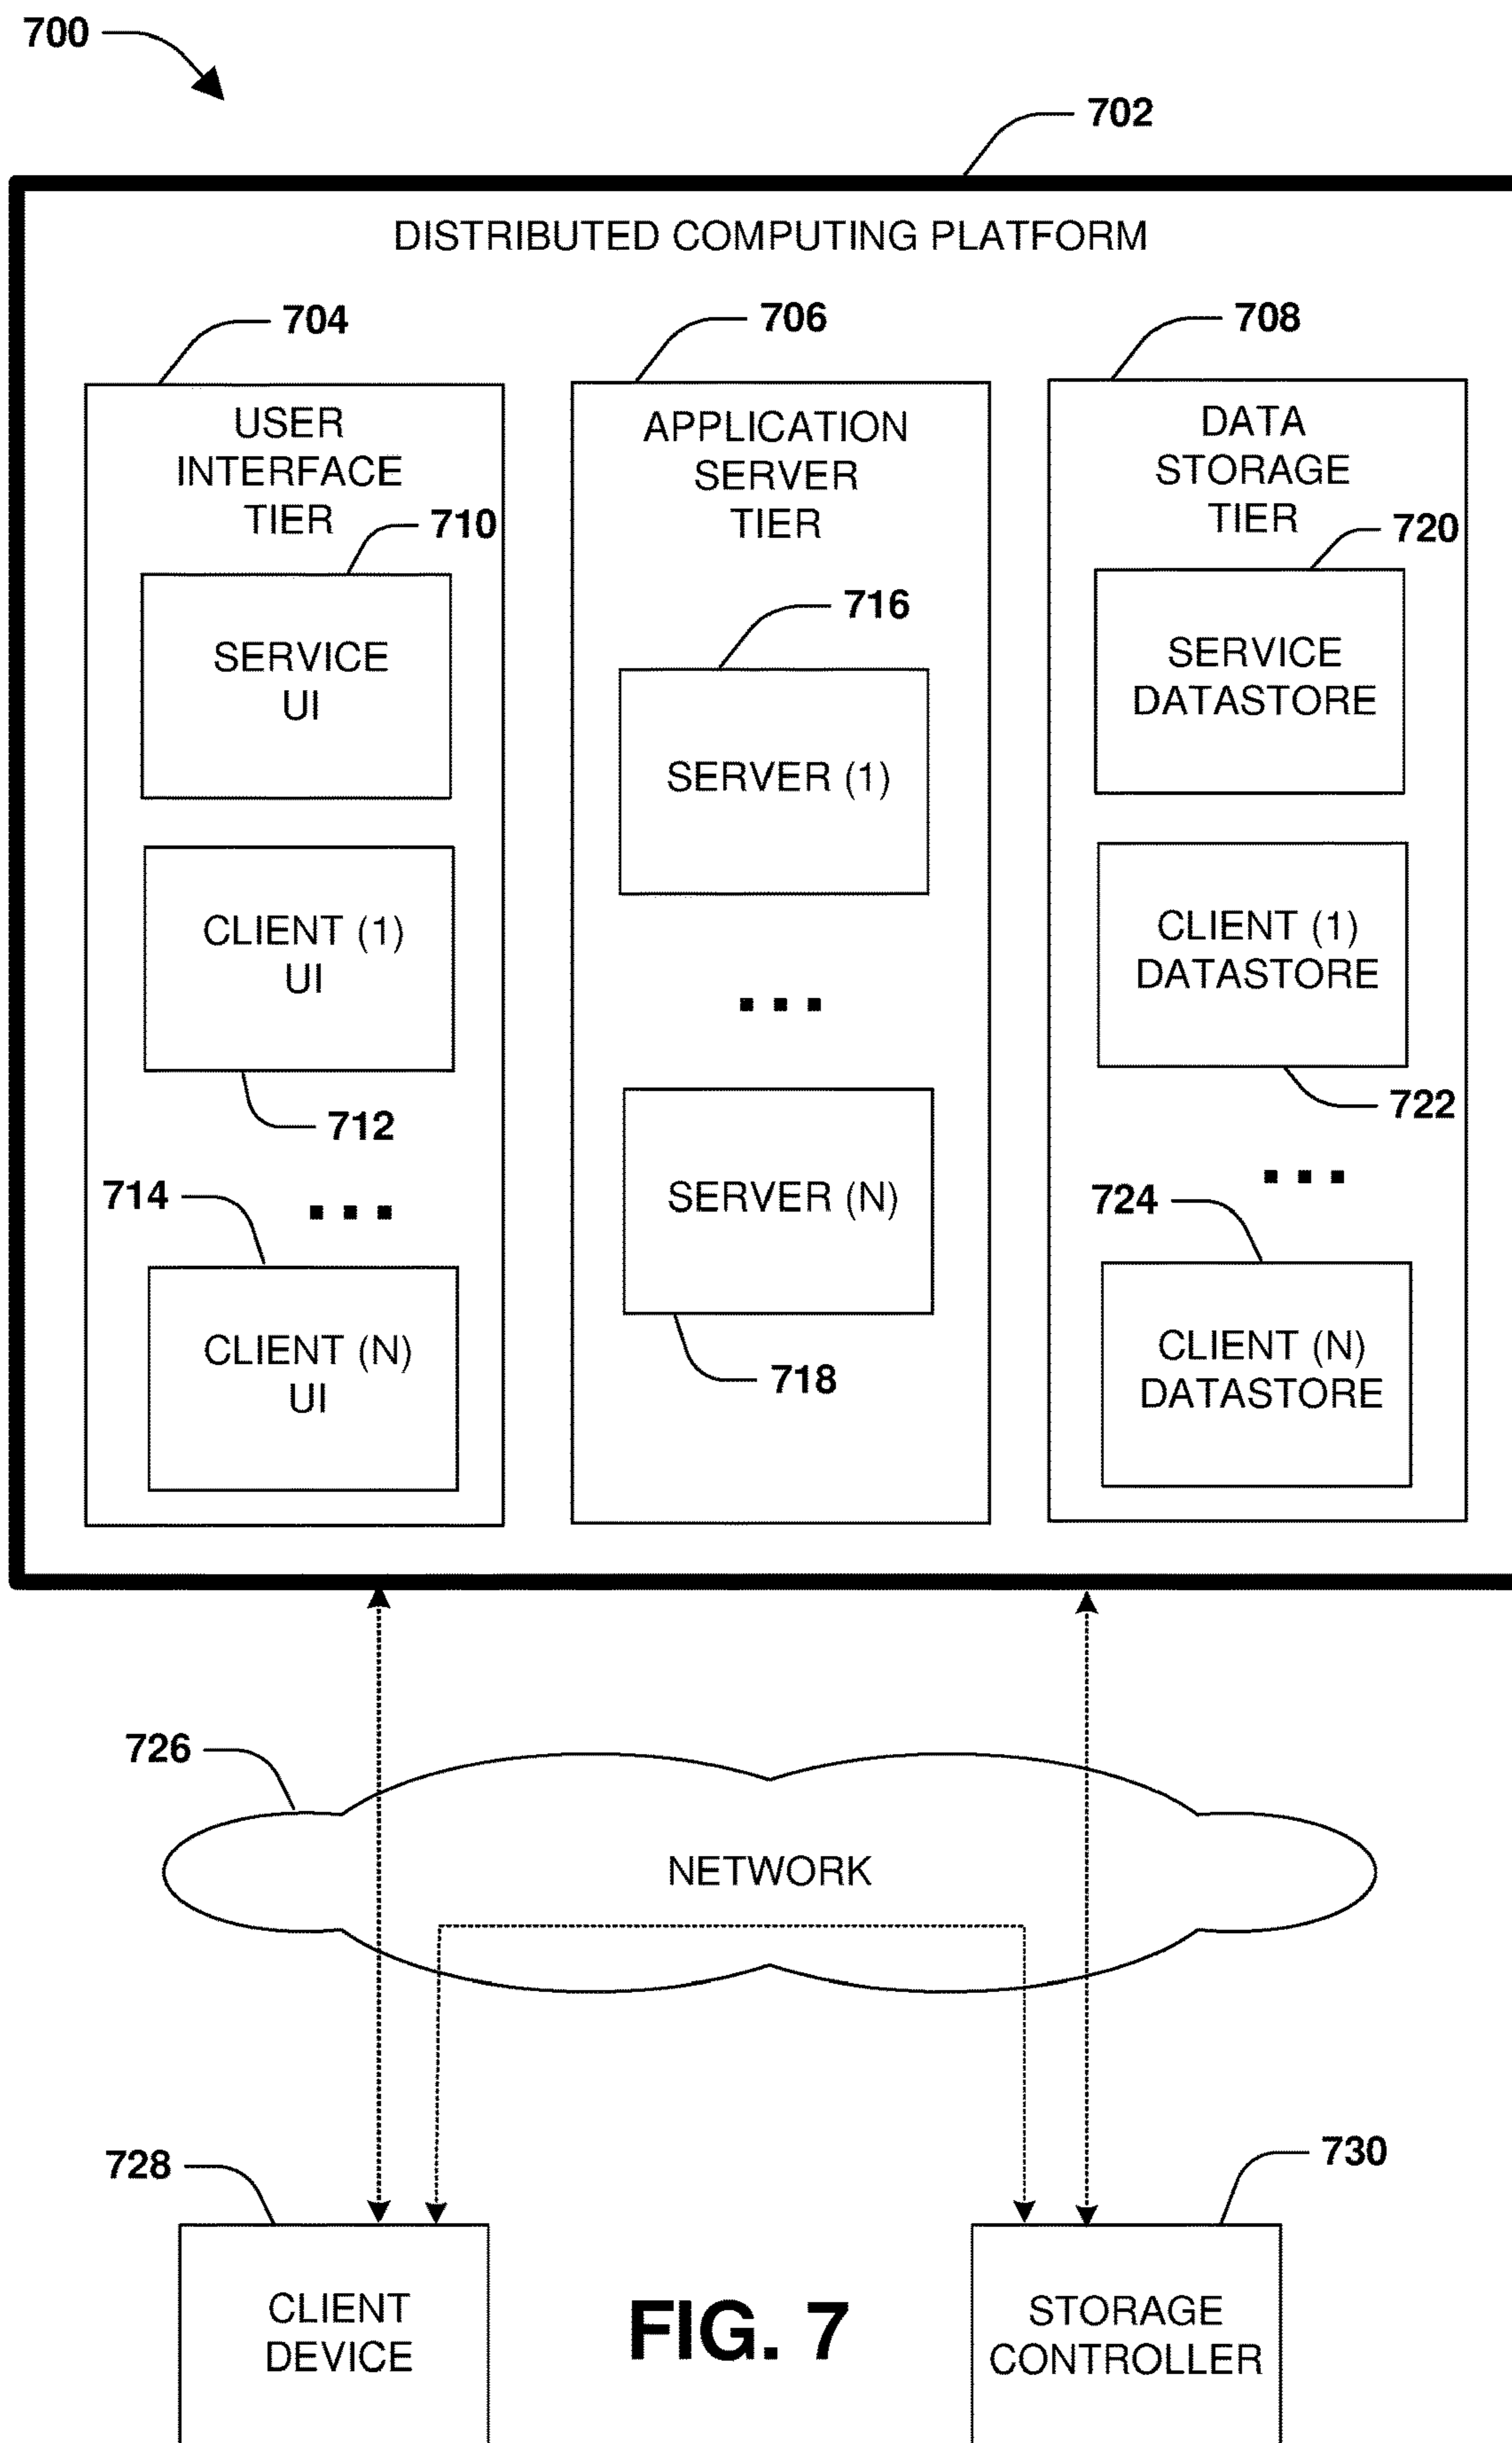 700
702
DISTRIBUTED COMPUTING PLATFORM
704
706
708
USER
INTERFACE
TIER
710
SERVICE
UI
CLIENT (1)
UI
712
714
...
CLIENT (N)
UI
APPLICATION
SERVER
TIER
716
SERVER (1)
...
SERVER (N)
718
DATA
STORAGE
TIER
720
SERVICE
DATASTORE
CLIENT (1)
DATASTORE
722
...
724
CLIENT (N)
DATASTORE
726
NETWORK
728
730
CLIENT
DEVICE
FIG. 7
STORAGE
CONTROLLER